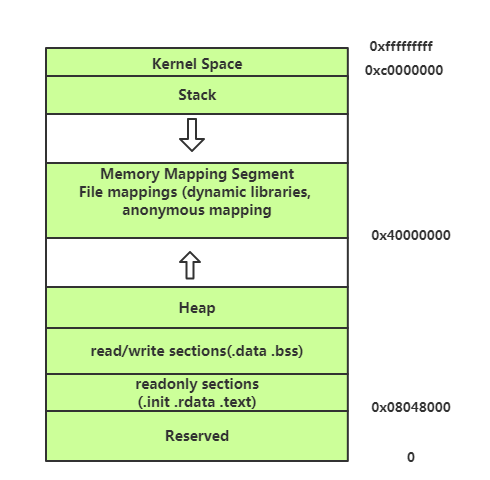 0xfffffffff
Kernel Space
0xc0000000
Stack
Memory Mapping Segment
File mappings (dynamic libraries,
anonymous mapping
0x40000000
Heap
read/write sections(.data .bss)
readonly sections
(.init .rdata .text)
0x08048000
Reserved
0